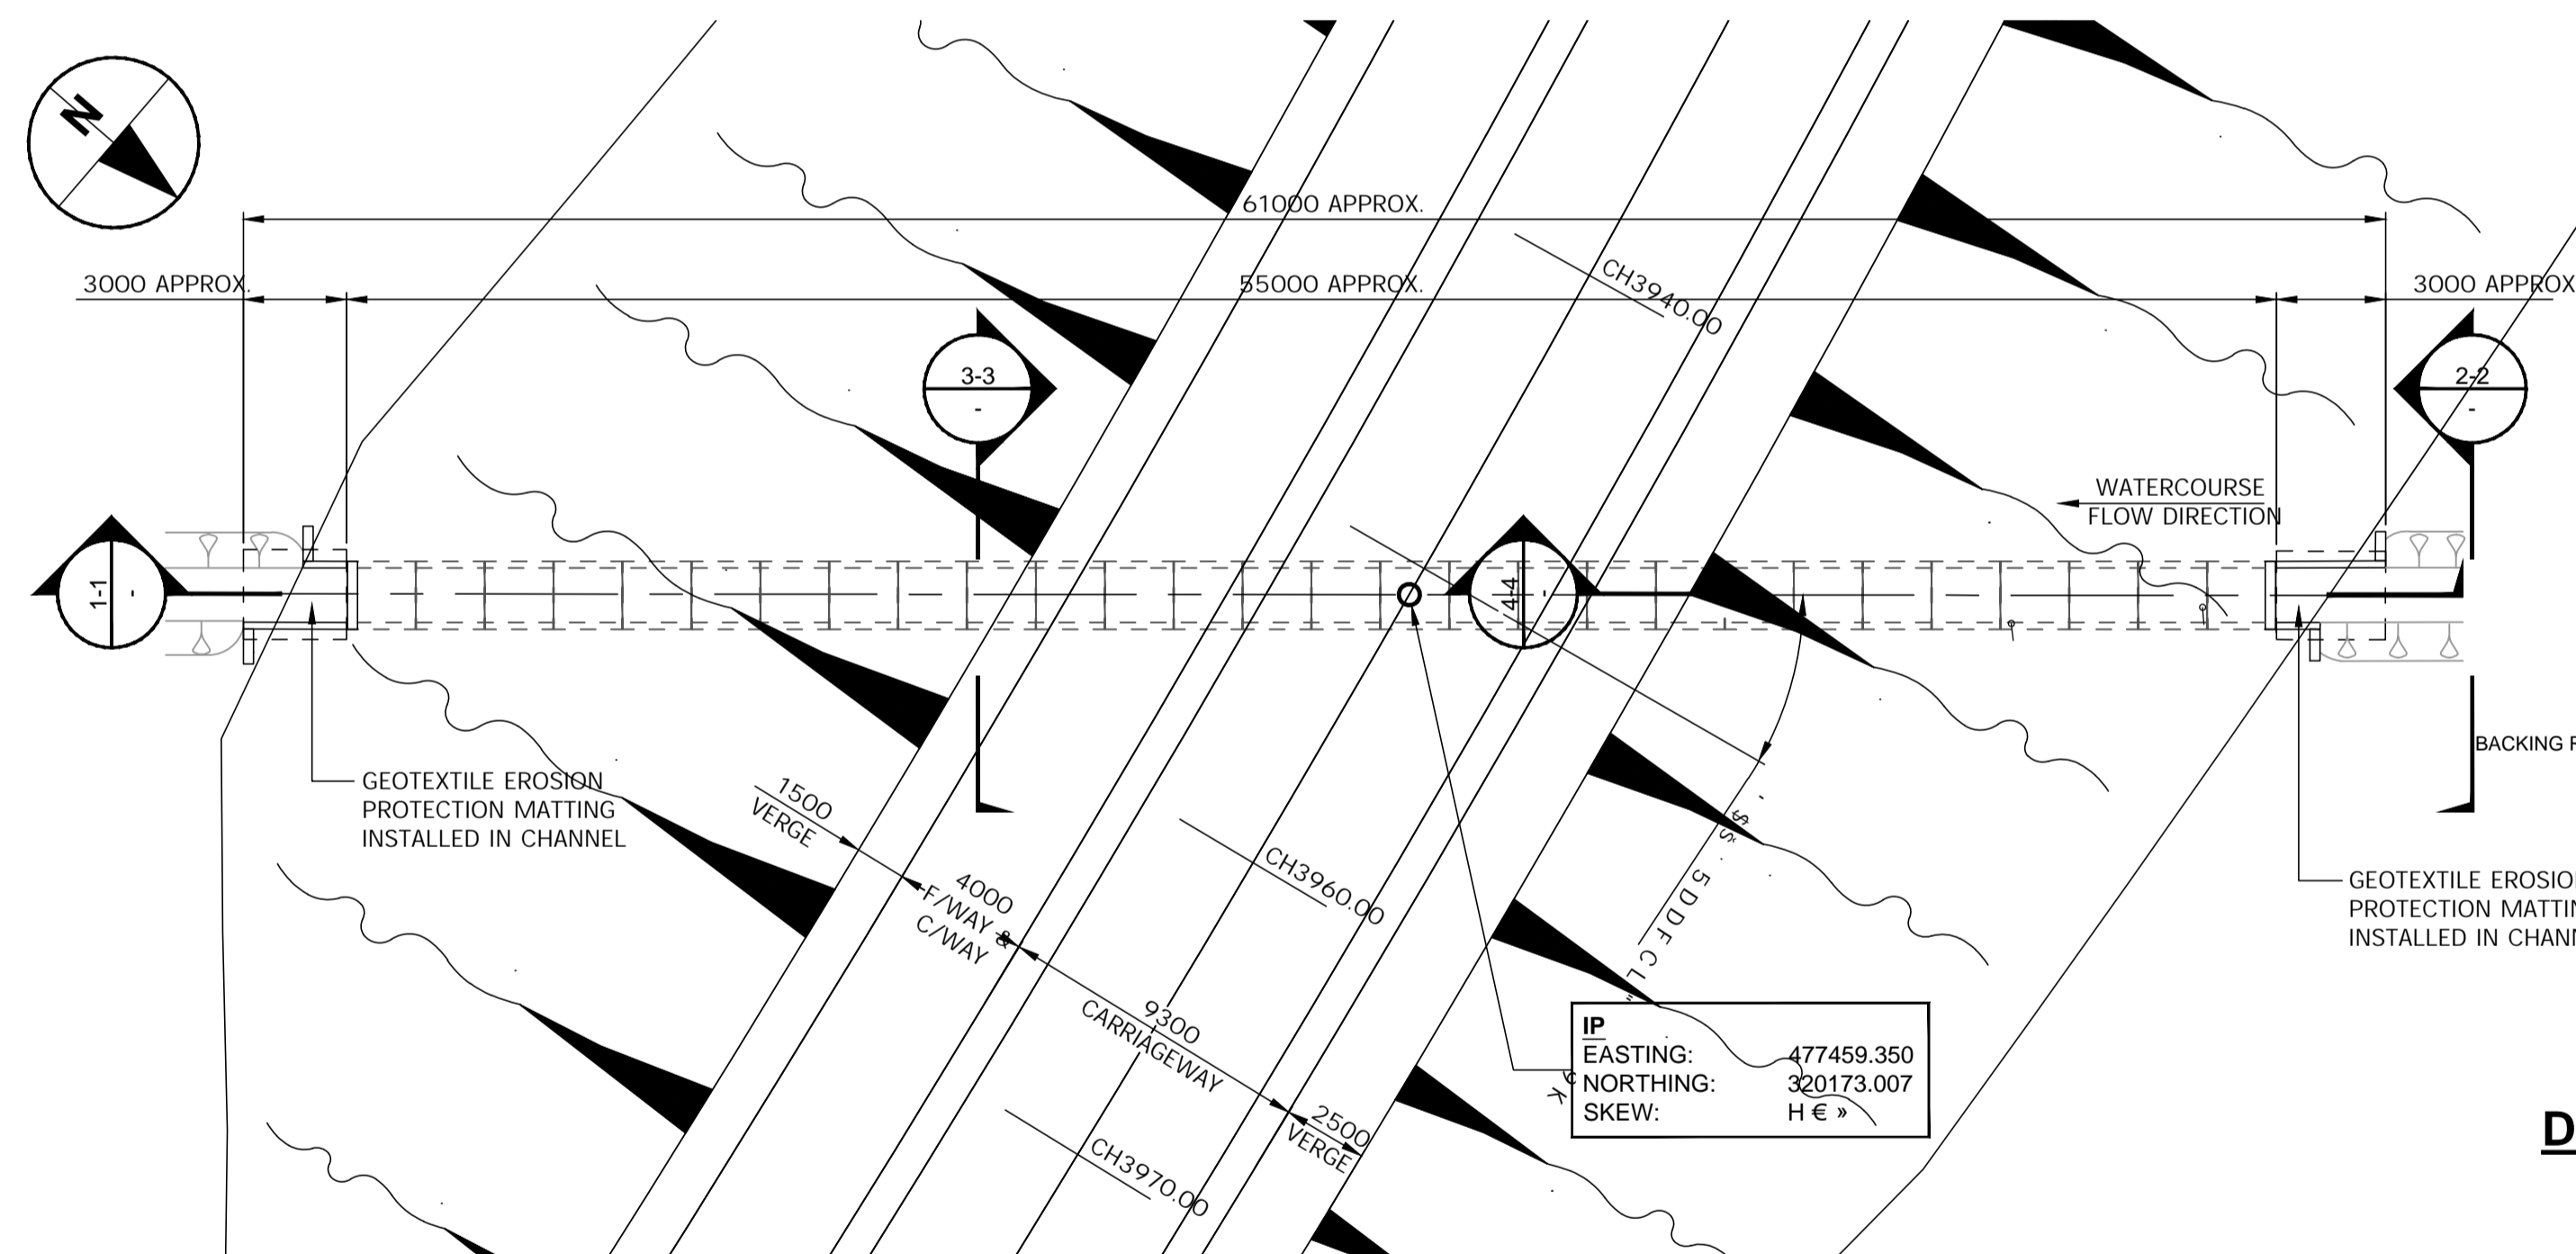 N
61000 APPROX.
3000 APPROX.
55000 APPROX.
3000 APPROX
CH3940.00
3-3
-
2-2
-
WATERCOURSE
FLOW DIRECTION
1-1
-
4-4
-
BACKING
GEOTEXTILE EROSION
PROTECTION MATTING
INSTALLED IN CHANNEL
1500
VERGE
4000
F/WAY &
C/WAY
CH3960.00
9300
CARRIAGEWAY
2500
VERGE
CH3970.00
GEOTEXTILE EROSIO
PROTECTION MATTIN
INSTALLED IN CHAN
IP
EASTING: 477459.350
NORTHING: 320173.007
SKEW: H € »
D